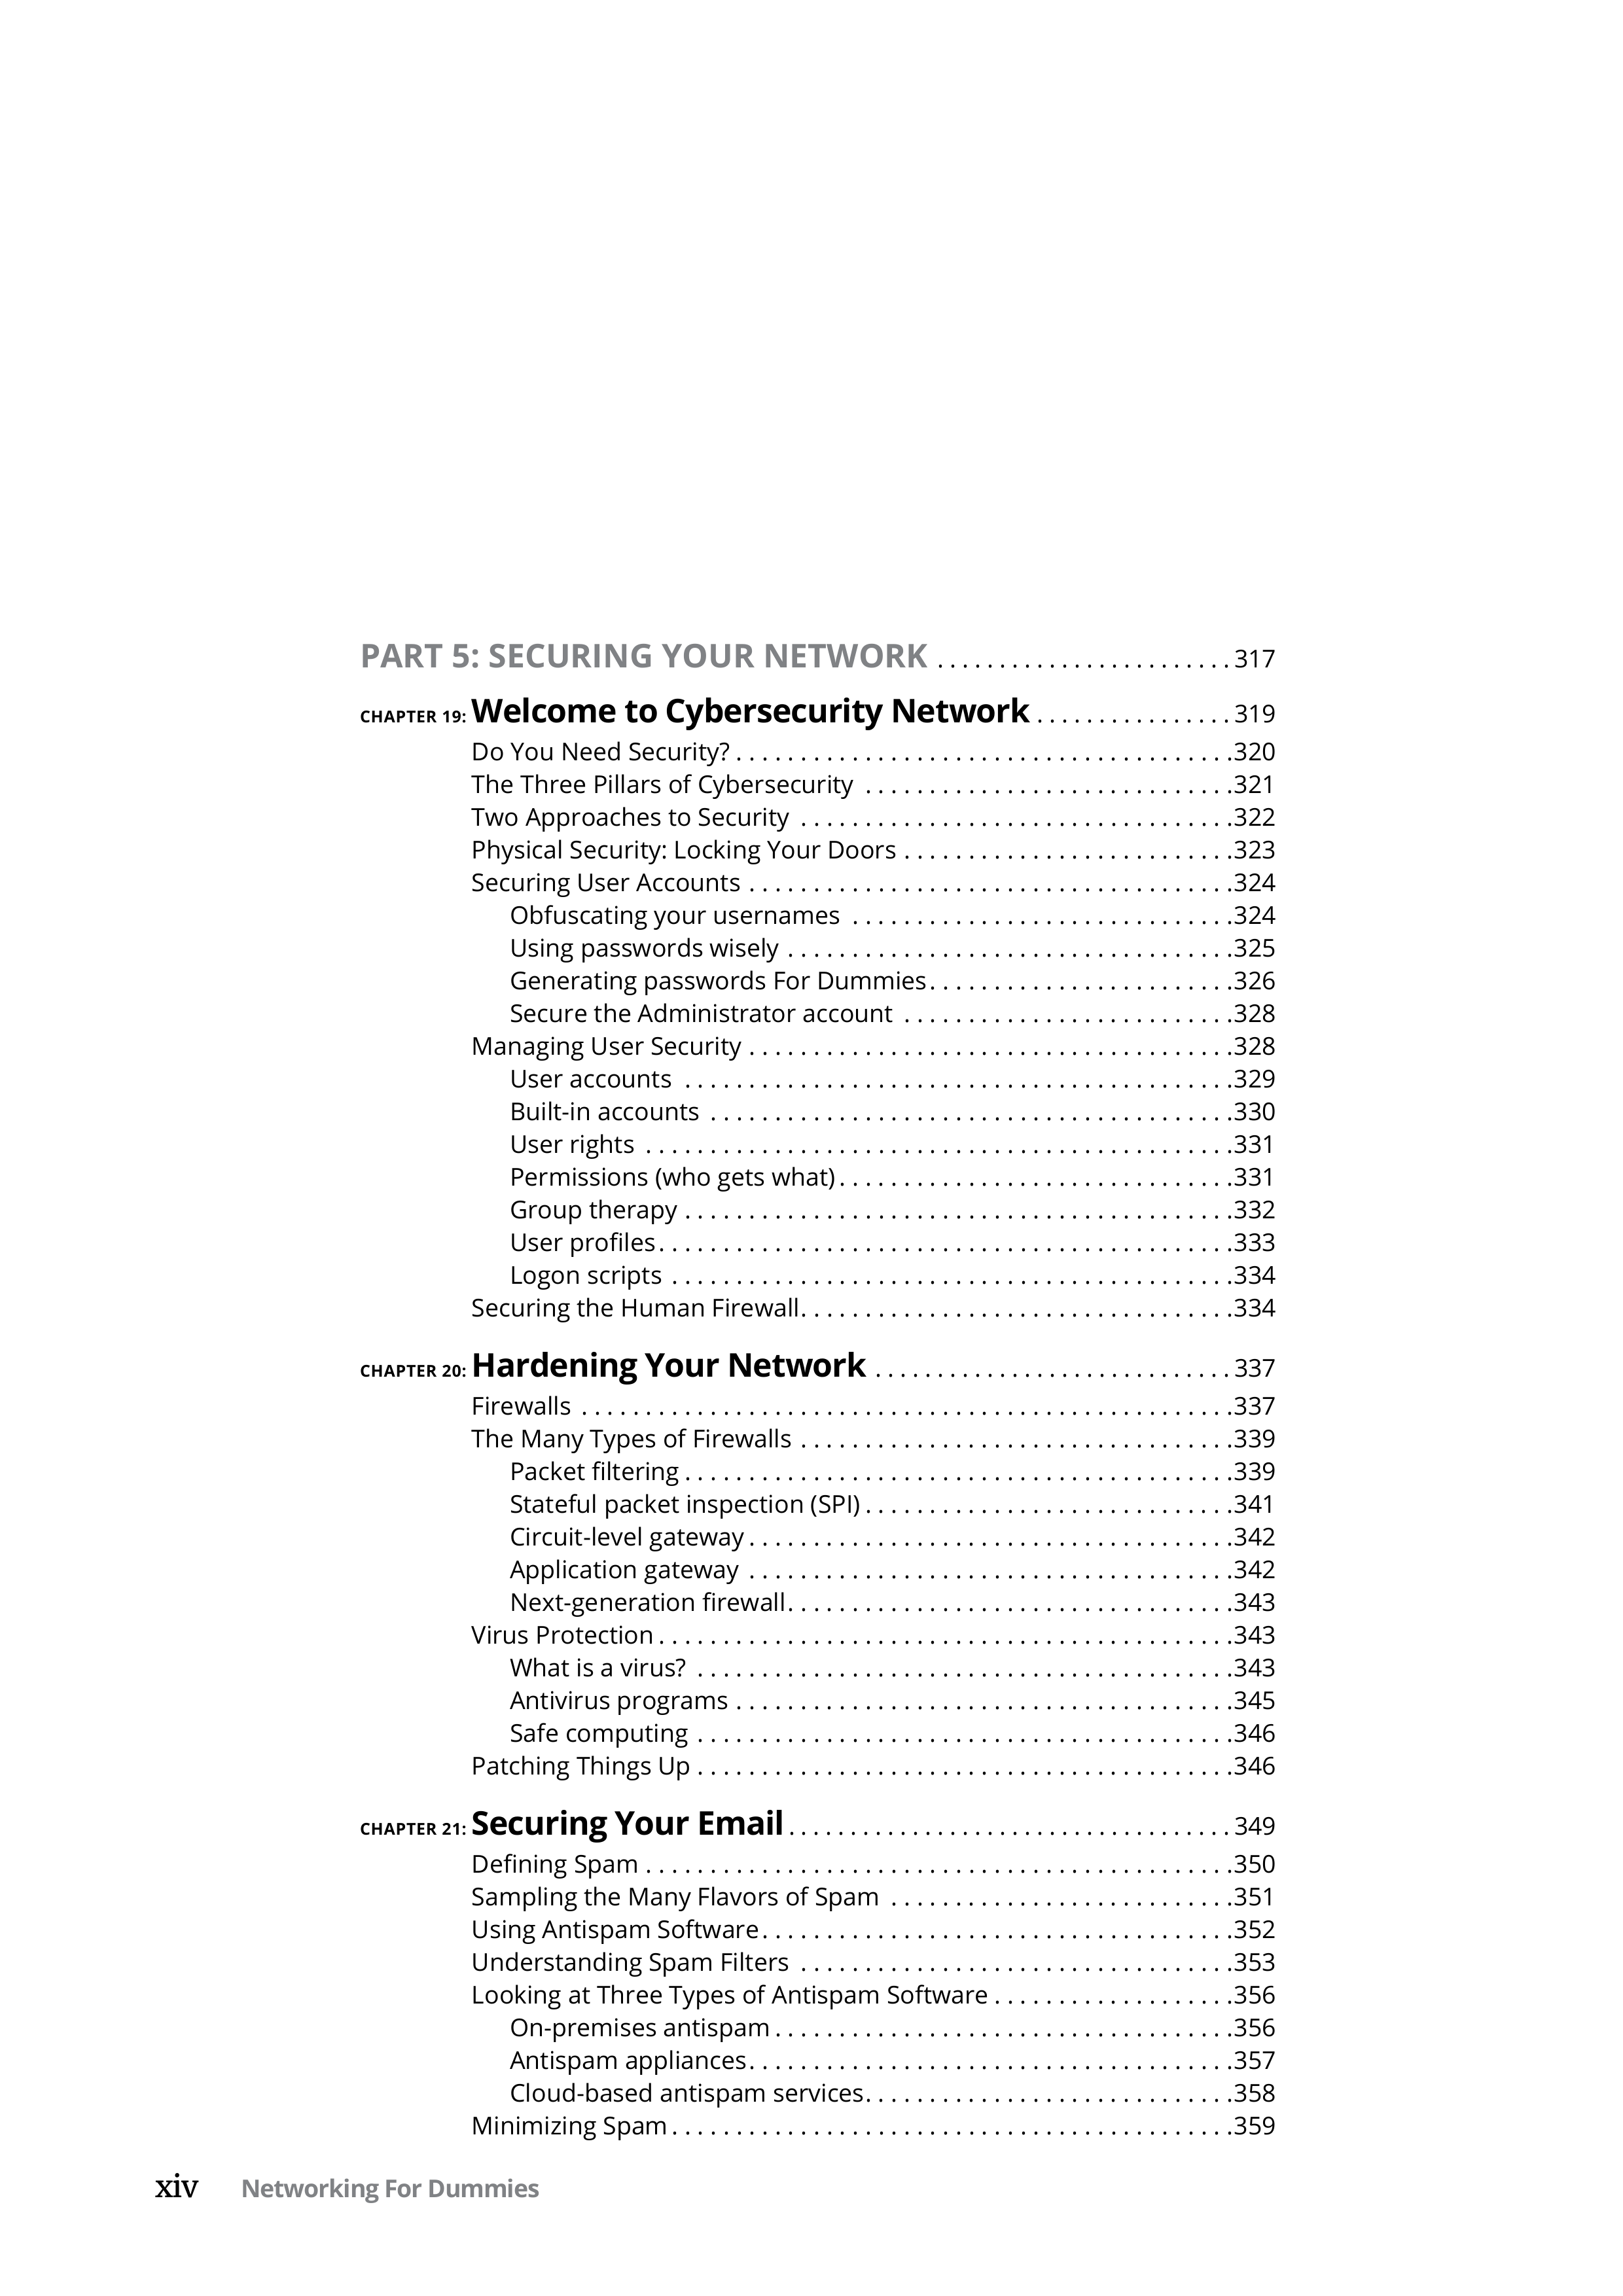 PART 5: SECURING YOUR NETWORK . . . . . . . . . . . . . . . . . . . . . . . . 317
CHAPTER 19: Welcome to Cybersecurity Network . . . . . . . . . . . . . . . . 319
Do You Need Security? . . . . . . . . . . . . . . . . . . . . . . . . . . . . . . . . . . . . . . .320
The Three Pillars of Cybersecurity . . . . . . . . . . . . . . . . . . . . . . . . . . . . .321
Two Approaches to Security . . . . . . . . . . . . . . . . . . . . . . . . . . . . . . . . . .322
Physical Security: Locking Your Doors . . . . . . . . . . . . . . . . . . . . . . . . . .323
Securing User Accounts . . . . . . . . . . . . . . . . . . . . . . . . . . . . . . . . . . . . . .324
Obfuscating your usernames . . . . . . . . . . . . . . . . . . . . . . . . . . . . . .324
Using passwords wisely . . . . . . . . . . . . . . . . . . . . . . . . . . . . . . . . . . .325
Generating passwords For Dummies. . . . . . . . . . . . . . . . . . . . . . . .326
Secure the Administrator account . . . . . . . . . . . . . . . . . . . . . . . . . .328
Managing User Security . . . . . . . . . . . . . . . . . . . . . . . . . . . . . . . . . . . . . .328
User accounts . . . . . . . . . . . . . . . . . . . . . . . . . . . . . . . . . . . . . . . . . . .329
Built-in accounts . . . . . . . . . . . . . . . . . . . . . . . . . . . . . . . . . . . . . . . . .330
User rights . . . . . . . . . . . . . . . . . . . . . . . . . . . . . . . . . . . . . . . . . . . . . .331
Permissions (who gets what) . . . . . . . . . . . . . . . . . . . . . . . . . . . . . . .331
Group therapy . . . . . . . . . . . . . . . . . . . . . . . . . . . . . . . . . . . . . . . . . . .332
User profiles. . . . . . . . . . . . . . . . . . . . . . . . . . . . . . . . . . . . . . . . . . . . .333
Logon scripts . . . . . . . . . . . . . . . . . . . . . . . . . . . . . . . . . . . . . . . . . . . .334
Securing the Human Firewall. . . . . . . . . . . . . . . . . . . . . . . . . . . . . . . . . .334
CHAPTER 20: Hardening Your Network . . . . . . . . . . . . . . . . . . . . . . . . . . . . . 337
Firewalls . . . . . . . . . . . . . . . . . . . . . . . . . . . . . . . . . . . . . . . . . . . . . . . . . . .337
The Many Types of Firewalls . . . . . . . . . . . . . . . . . . . . . . . . . . . . . . . . . .339
Packet filtering . . . . . . . . . . . . . . . . . . . . . . . . . . . . . . . . . . . . . . . . . . .339
Stateful packet inspection (SPI) . . . . . . . . . . . . . . . . . . . . . . . . . . . . .341
Circuit-level gateway . . . . . . . . . . . . . . . . . . . . . . . . . . . . . . . . . . . . . .342
Application gateway . . . . . . . . . . . . . . . . . . . . . . . . . . . . . . . . . . . . . .342
Next-generation firewall. . . . . . . . . . . . . . . . . . . . . . . . . . . . . . . . . . .343
Virus Protection . . . . . . . . . . . . . . . . . . . . . . . . . . . . . . . . . . . . . . . . . . . . .343
What is a virus? . . . . . . . . . . . . . . . . . . . . . . . . . . . . . . . . . . . . . . . . . .343
Antivirus programs . . . . . . . . . . . . . . . . . . . . . . . . . . . . . . . . . . . . . . .345
Safe computing . . . . . . . . . . . . . . . . . . . . . . . . . . . . . . . . . . . . . . . . . .346
Patching Things Up . . . . . . . . . . . . . . . . . . . . . . . . . . . . . . . . . . . . . . . . . .346
CHAPTER 21: Securing Your Email . . . . . . . . . . . . . . . . . . . . . . . . . . . . . . . . . . . . 349
Defining Spam . . . . . . . . . . . . . . . . . . . . . . . . . . . . . . . . . . . . . . . . . . . . . .350
Sampling the Many Flavors of Spam . . . . . . . . . . . . . . . . . . . . . . . . . . .351
Using Antispam Software. . . . . . . . . . . . . . . . . . . . . . . . . . . . . . . . . . . . .352
Understanding Spam Filters . . . . . . . . . . . . . . . . . . . . . . . . . . . . . . . . . .353
Looking at Three Types of Antispam Software . . . . . . . . . . . . . . . . . . .356
On-premises antispam . . . . . . . . . . . . . . . . . . . . . . . . . . . . . . . . . . . .356
Antispam appliances. . . . . . . . . . . . . . . . . . . . . . . . . . . . . . . . . . . . . .357
Cloud-based antispam services. . . . . . . . . . . . . . . . . . . . . . . . . . . . .358
Minimizing Spam . . . . . . . . . . . . . . . . . . . . . . . . . . . . . . . . . . . . . . . . . . . .359
xiv Networking For Dummies